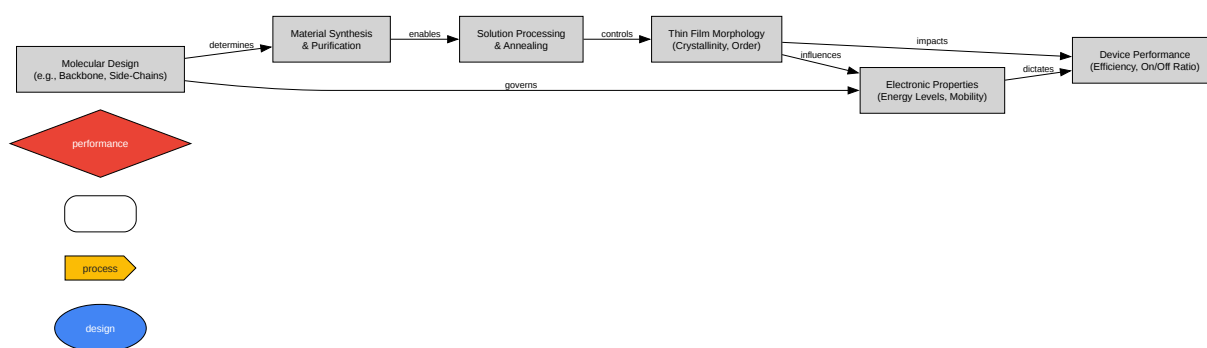 Molecular Design
(e.g., Backbone, Side-Chains)
determines
Material Synthesis
& Purification
enables
Solution Processing
& Annealing
controls
Thin Film Morphology
(Crystallinity, Order)
impacts
influences
governs
Electronic Properties
(Energy Levels, Mobility)
dictates
Device Performance
(Efficiency, On/Off Ratio)
performance
process
design